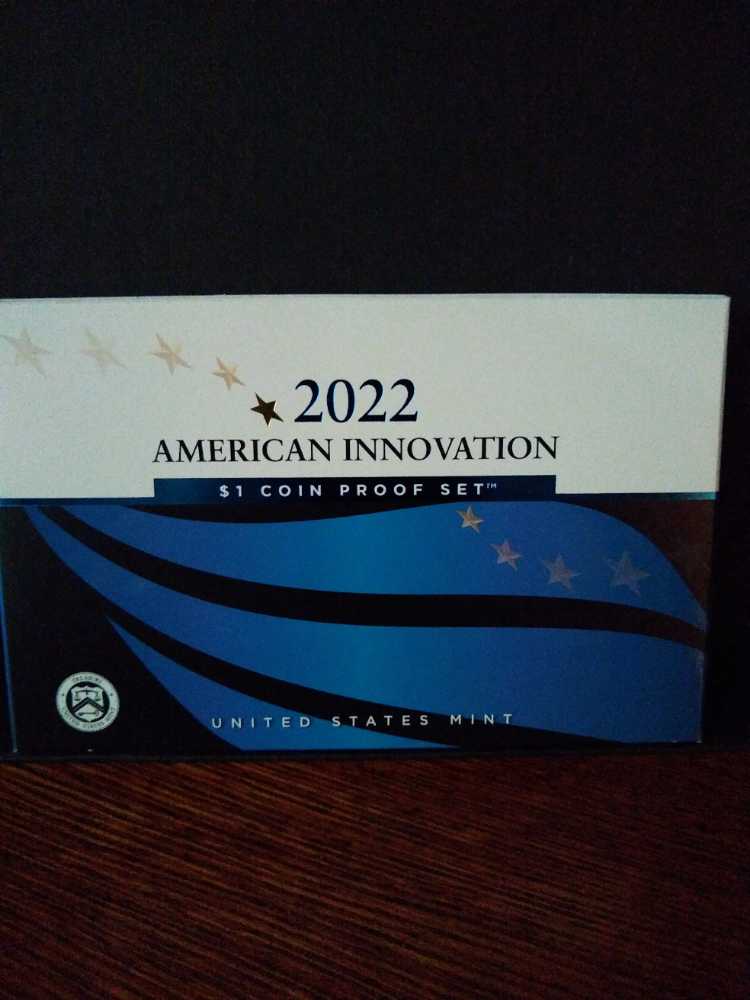 2022
AMERICAN INNOVATION
$1 COIN PROOF SET™
UNITED STATES MINT